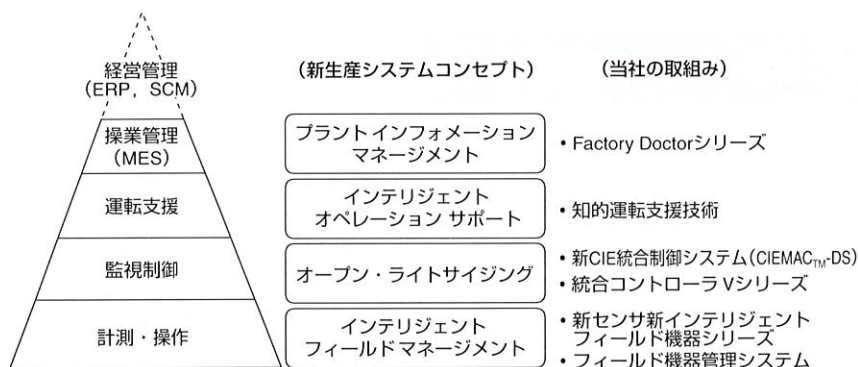 経営管理
(ERP，SCM)
(新生産システムコンセプト)
(当社の取組み)
操業管理
(MES)
プラント インフォメーション
マネージメント
・Factory Doctorシリーズ
運転支援
インテリジェント
オペレーション サポート
・知的運転支援技術
監視制御
オープン・ライトサイジング
・新CIE統合制御システム(CIEMACTM-DS)
・統合コントローラ Vシリーズ
計測・操作
インテリジェント
フィールド マネージメント
・新センサ新インテリジェント
フィールド機器シリーズ
・フィールド機器管理システム